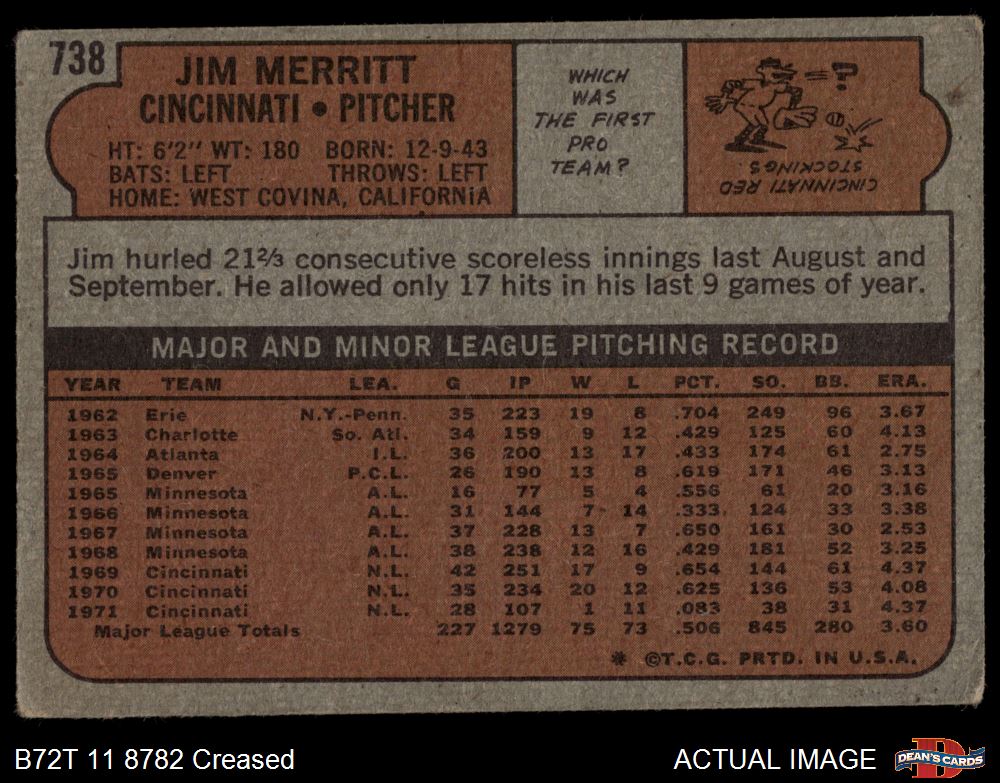 738
JIM MERRITT
CINCINNATI • PITCHER
HT: 6'2" WT: 180 BORN: 12-9-43
BATS: LEFT THROWS: LEFT
HOME: WEST COVINA, CALIFORNIA
WHICH
WAS
THE FIRST
PRO
TEAM?
= ?
CINCINNATI RED
STOCKINGS
Jim hurled 21 2/3 consecutive scoreless innings last August and
September. He allowed only 17 hits in his last 9 games of year.
MAJOR AND MINOR LEAGUE PITCHING RECORD
YEAR TEAM LEA. G IP W L PCT. SO. BB. ERA.
1962 Erie N.Y.-Penn. 35 223 19 8 .704 249 96 3.67
1963 Charlotte So. Atl. 34 159 9 12 .429 125 60 4.13
1964 Atlanta I.L. 36 200 13 17 .433 174 61 2.75
1965 Denver P.C.L. 26 190 13 8 .619 171 46 3.13
1965 Minnesota A.L. 16 77 5 4 .556 61 20 3.16
1966 Minnesota A.L. 31 144 7 14 .333 124 33 3.38
1967 Minnesota A.L. 37 228 13 7 .650 161 30 2.53
1968 Minnesota A.L. 38 238 12 16 .429 181 52 3.25
1969 Cincinnati N.L. 42 251 17 9 .654 144 61 4.37
1970 Cincinnati N.L. 35 234 20 12 .625 136 53 4.08
1971 Cincinnati N.L. 28 107 1 11 .083 38 31 4.37
Major League Totals 227 1279 75 73 .506 845 280 3.60
* ©T.C.G. PRTD. IN U.S.A.
B72T 11 8782 Creased
ACTUAL IMAGE
D
DEAN'S CARDS